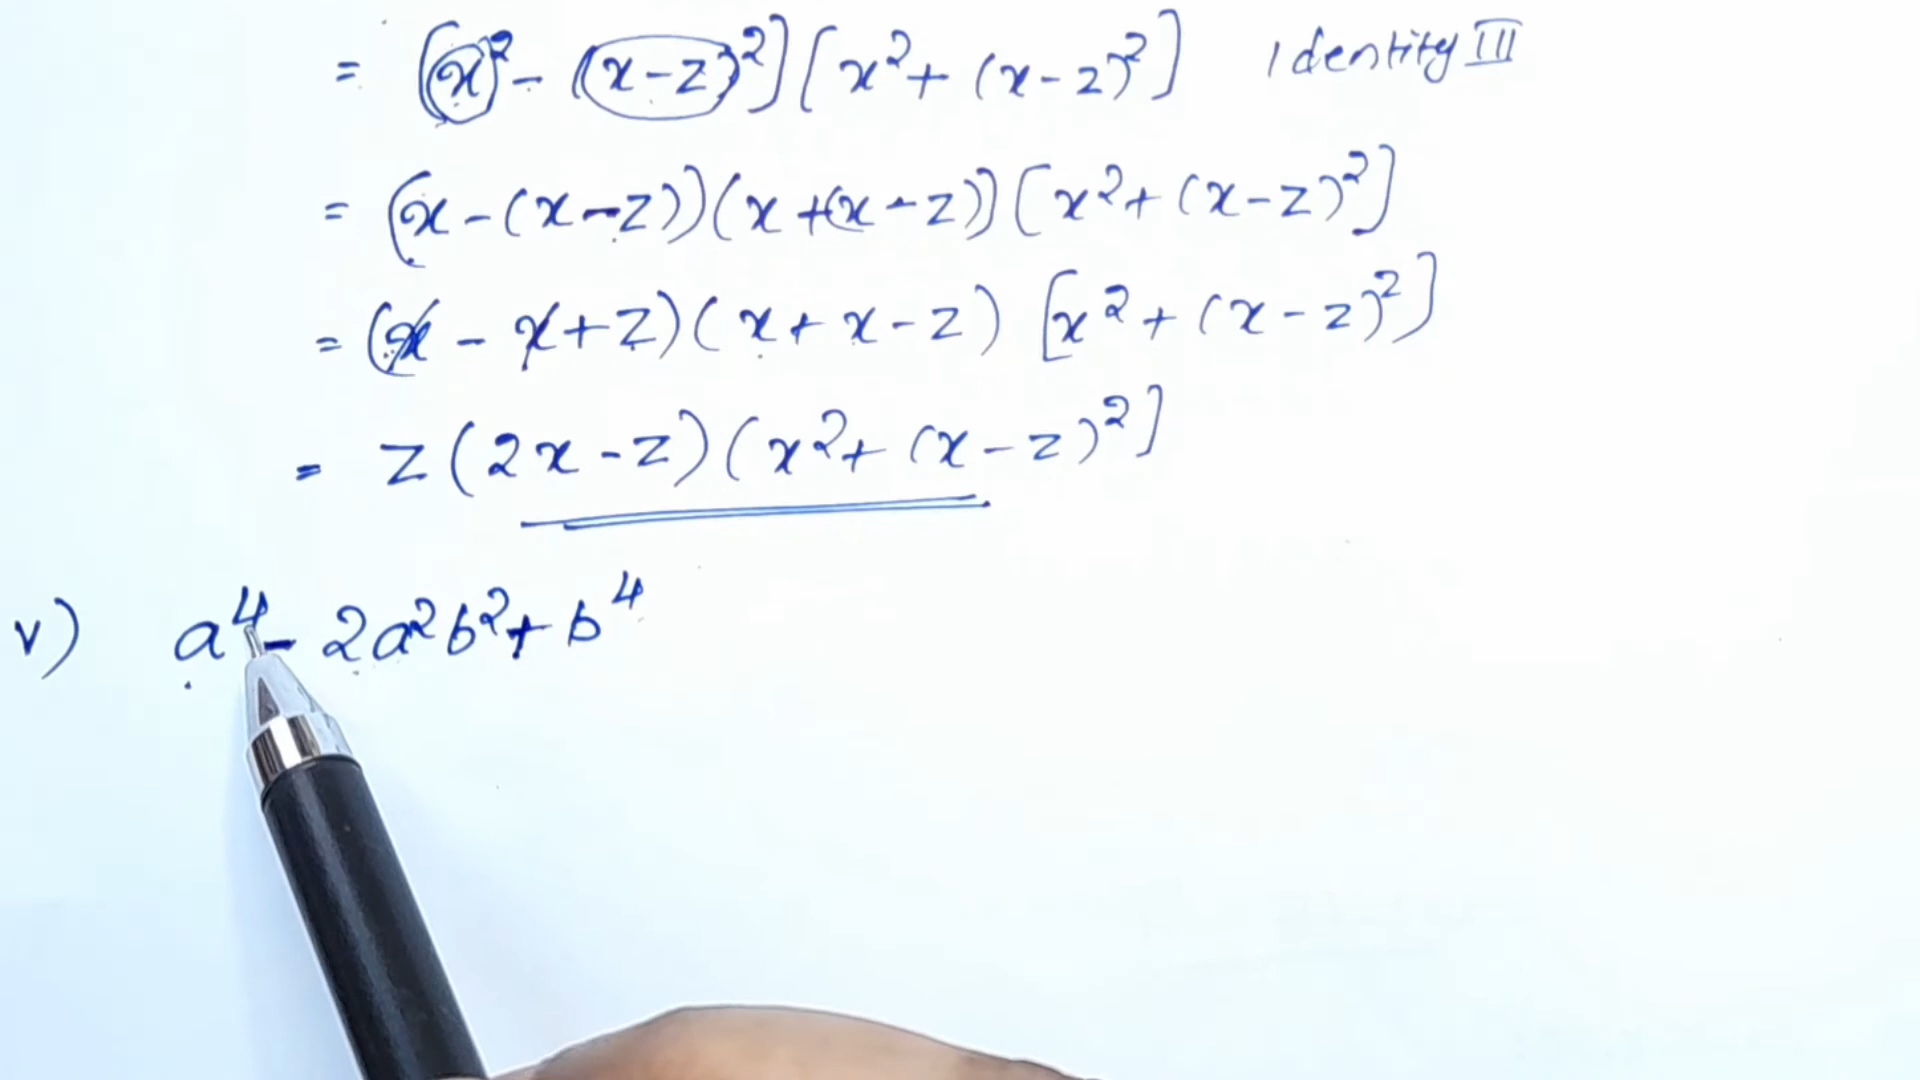 = [(x)² - (x-z)²] [x² + (x-z)²] Identity III
= (x-(x-z))(x+(x-z)) [x² + (x-z)²]
= (x - x+z)(x+x-z) [x² + (x-z)²]
= z(2x-z)(x² + (x-z)²]
v) a⁴ - 2a²b² + b⁴